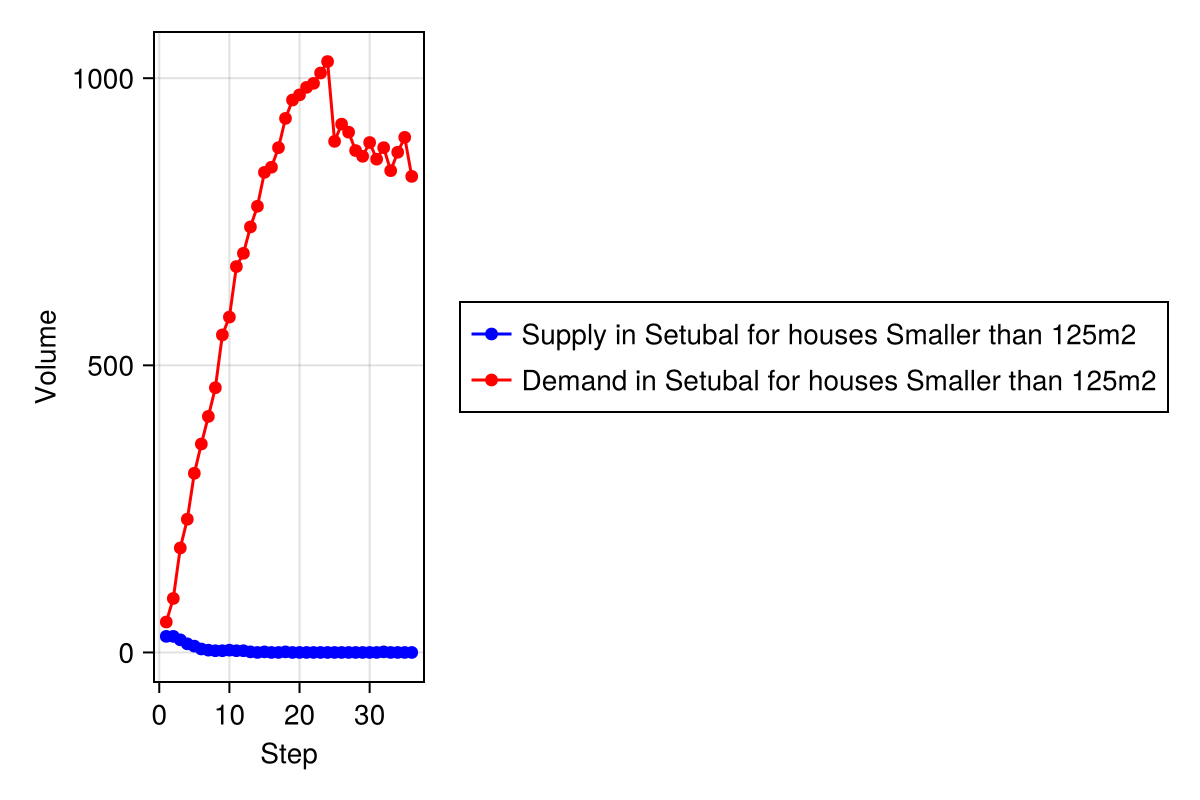 1000
500
0
Volume
0 10 20 30
Step
Supply in Setubal for houses Smaller than 125m2
Demand in Setubal for houses Smaller than 125m2